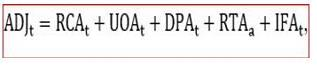 ADJₜ = RCAₜ + UOAₜ + DPAₜ + RTAₐ + IFAₜ,